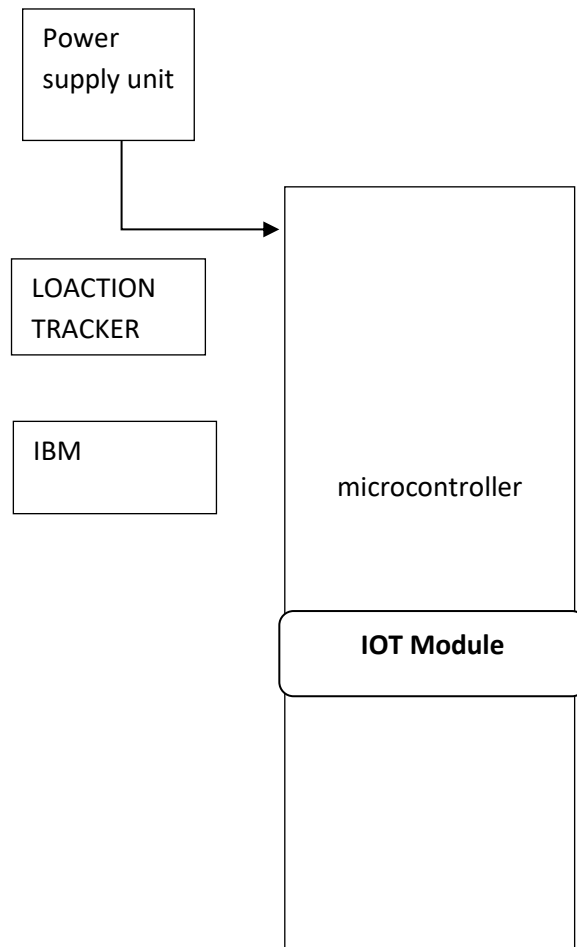 Power
supply unit
LOACTION
TRACKER
IBM
microcontroller
IOT Module